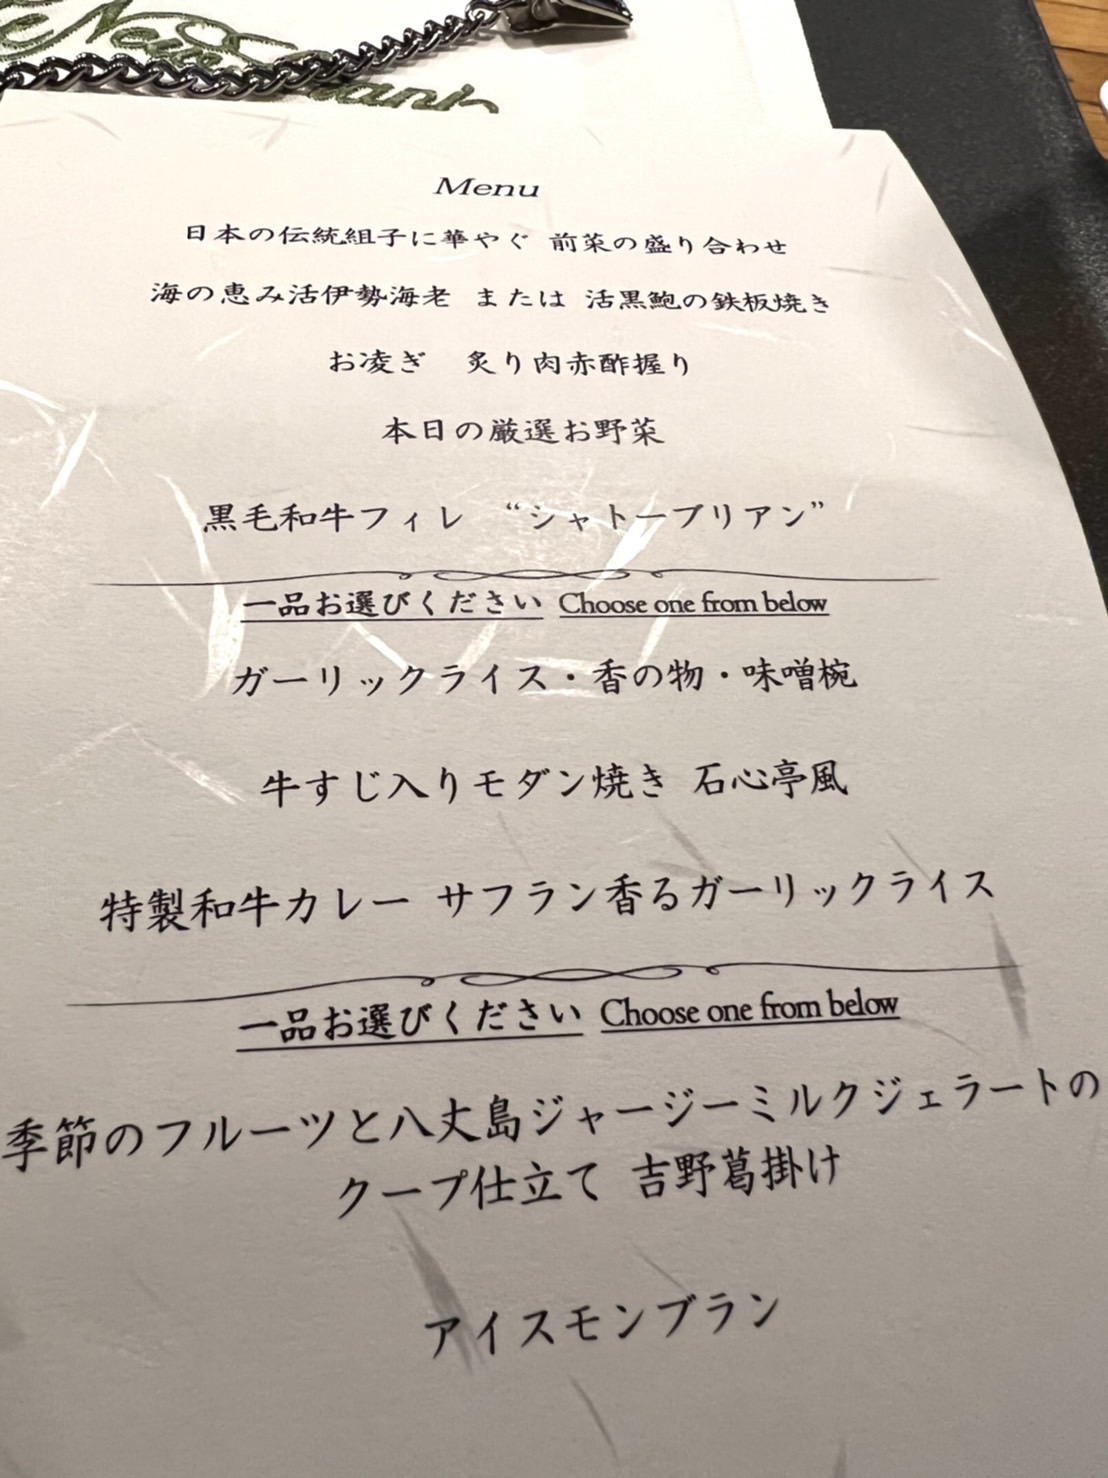 Menu
日本の伝統組子に華やぐ 前菜の盛り合わせ
海の恵み活伊勢海老 または 活黒鮑の鉄板焼き
お凌ぎ 炙り肉赤酢握り
本日の厳選お野菜
黒毛和牛フィレ “シャトーブリアン”
一品お選びください Choose one from below
ガーリックライス・香の物・味噌椀
牛すじ入りモダン焼き 石心亭風
特製和牛カレー サフラン香るガーリックライス
一品お選びください Choose one from below
季節のフルーツと八丈島ジャージーミルクジェラートの
クープ仕立て 吉野葛掛け
アイスモンブラン